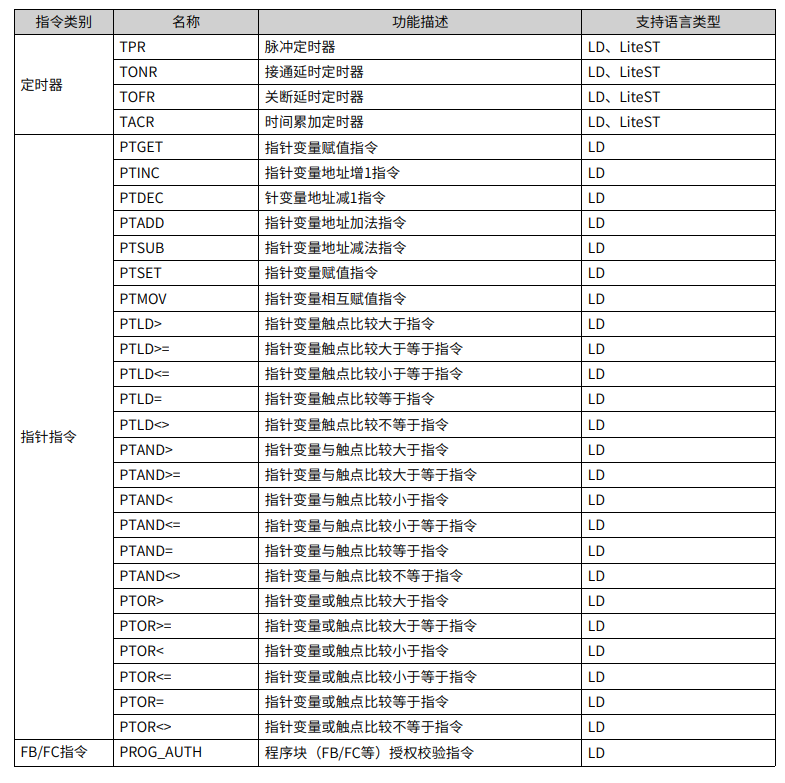 指令类别 名称 功能描述 支持语言类型
定时器 TPR 脉冲定时器 LD、LiteST
TONR 接通延时定时器 LD、LiteST
TOFR 关断延时定时器 LD、LiteST
TACR 时间累加定时器 LD、LiteST
指针指令 PTGET 指针变量赋值指令 LD
PTINC 指针变量地址增1指令 LD
PTDEC 针变量地址减1指令 LD
PTADD 指针变量地址加法指令 LD
PTSUB 指针变量地址减法指令 LD
PTSET 指针变量赋值指令 LD
PTMOV 指针变量相互赋值指令 LD
PTLD> 指针变量触点比较大于指令 LD
PTLD>= 指针变量触点比较大于等于指令 LD
PTLD<= 指针变量触点比较小于等于指令 LD
PTLD= 指针变量触点比较等于指令 LD
PTLD<> 指针变量触点比较不等于指令 LD
PTAND> 指针变量与触点比较大于指令 LD
PTAND>= 指针变量与触点比较大于等于指令 LD
PTAND< 指针变量与触点比较小于指令 LD
PTAND<= 指针变量与触点比较小于等于指令 LD
PTAND= 指针变量与触点比较等于指令 LD
PTAND<> 指针变量与触点比较不等于指令 LD
PTOR> 指针变量或触点比较大于指令 LD
PTOR>= 指针变量或触点比较大于等于指令 LD
PTOR< 指针变量或触点比较小于指令 LD
PTOR<= 指针变量或触点比较小于等于指令 LD
PTOR= 指针变量或触点比较等于指令 LD
PTOR<> 指针变量或触点比较不等于指令 LD
FB/FC指令 PROG_AUTH 程序块（FB/FC等）授权校验指令 LD